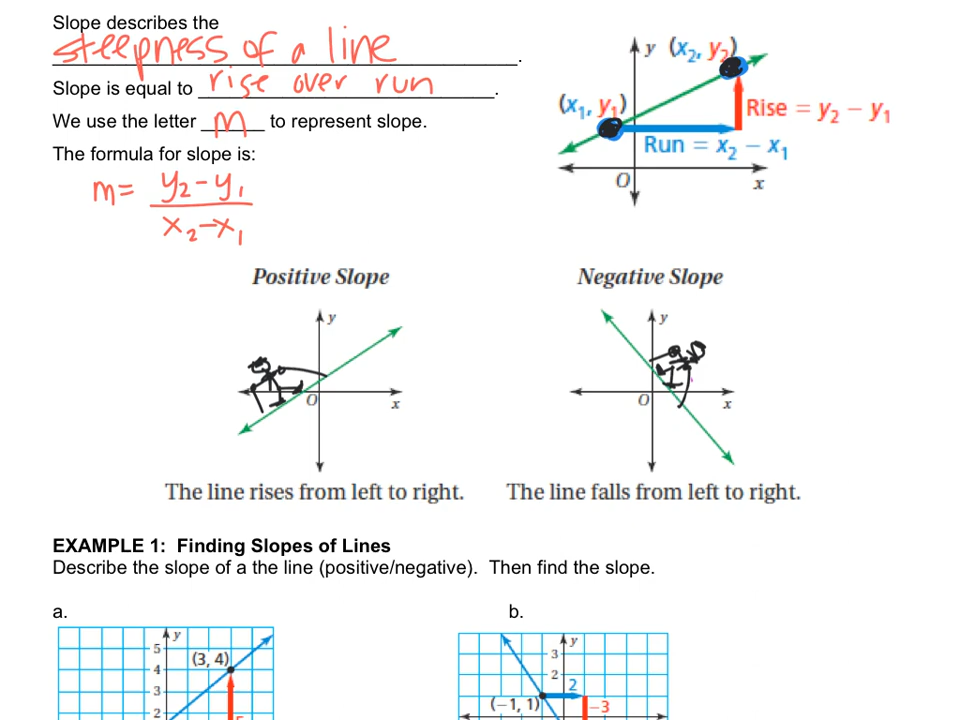 Slope describes the
steepness of a line.
Slope is equal to rise over run.
We use the letter m to represent slope.
The formula for slope is:
m= y₂-y₁
x₂-x₁
y (x₂, y₂)
(x₁, y₁)
Rise = y₂ − y₁
Run = x₂ − x₁
O x
Positive Slope
y
O x
The line rises from left to right.
Negative Slope
y
O x
The line falls from left to right.
EXAMPLE 1: Finding Slopes of Lines
Describe the slope of a the line (positive/negative). Then find the slope.
a.
y
5
(3, 4)
4
3
2
b.
y
3
2
2
(−1, 1)
−3